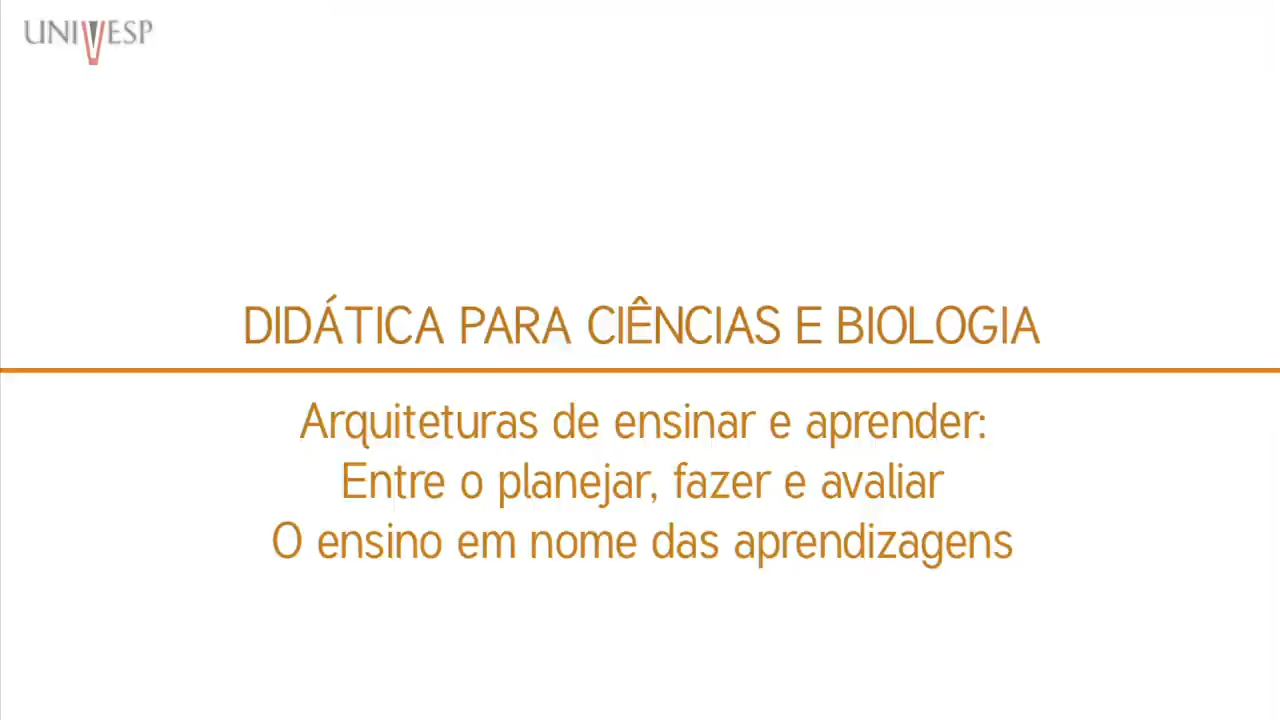 UNIVESP
DIDÁTICA PARA CIÊNCIAS E BIOLOGIA
Arquiteturas de ensinar e aprender:
Entre o planejar, fazer e avaliar
O ensino em nome das aprendizagens